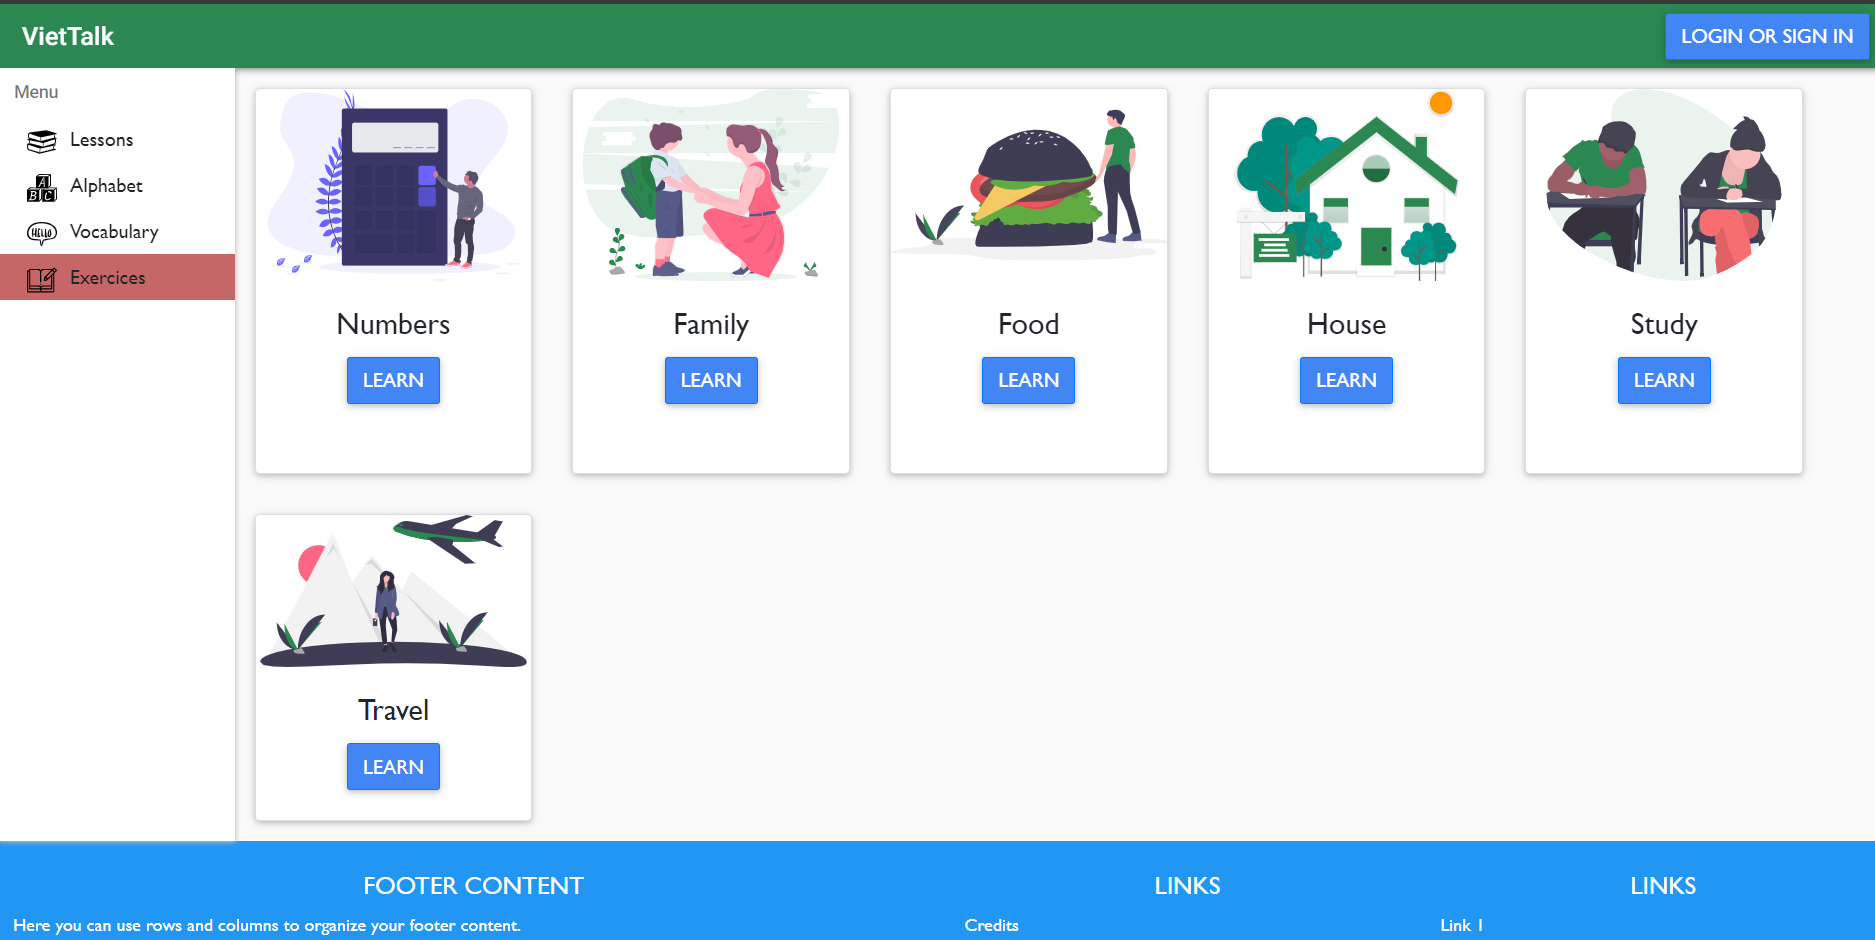 VietTalk
LOGIN OR SIGN IN
Menu
Lessons
Alphabet
Vocabulary
Exercices
Numbers
LEARN
Family
LEARN
Food
LEARN
House
LEARN
Study
LEARN
Travel
LEARN
FOOTER CONTENT
Here you can use rows and columns to organize your footer content.
LINKS
Credits
LINKS
Link 1